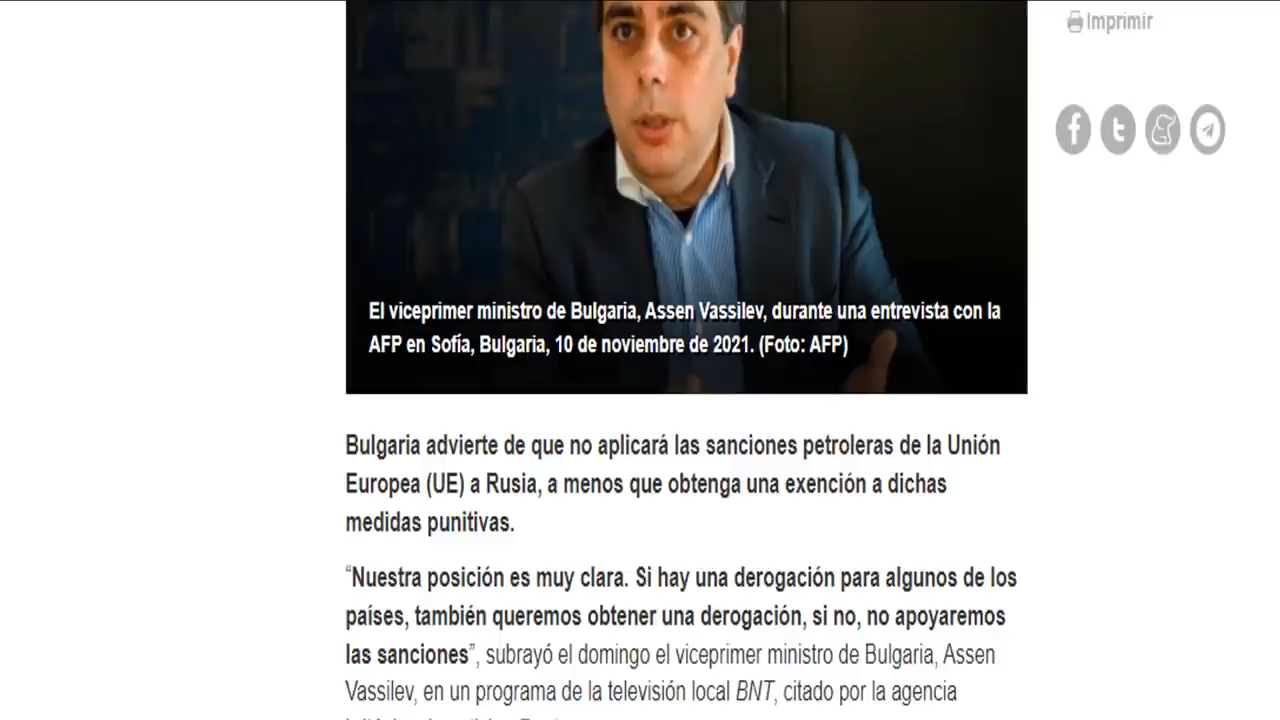 Imprimir
El viceprimer ministro de Bulgaria, Assen Vassilev, durante una entrevista con la
AFP en Sofía, Bulgaria, 10 de noviembre de 2021. (Foto: AFP)
Bulgaria advierte de que no aplicará las sanciones petroleras de la Unión
Europea (UE) a Rusia, a menos que obtenga una exención a dichas
medidas punitivas.
“Nuestra posición es muy clara. Si hay una derogación para algunos de los
países, también queremos obtener una derogación, si no, no apoyaremos
las sanciones”, subrayó el domingo el viceprimer ministro de Bulgaria, Assen
Vassilev, en un programa de la televisión local BNT, citado por la agencia